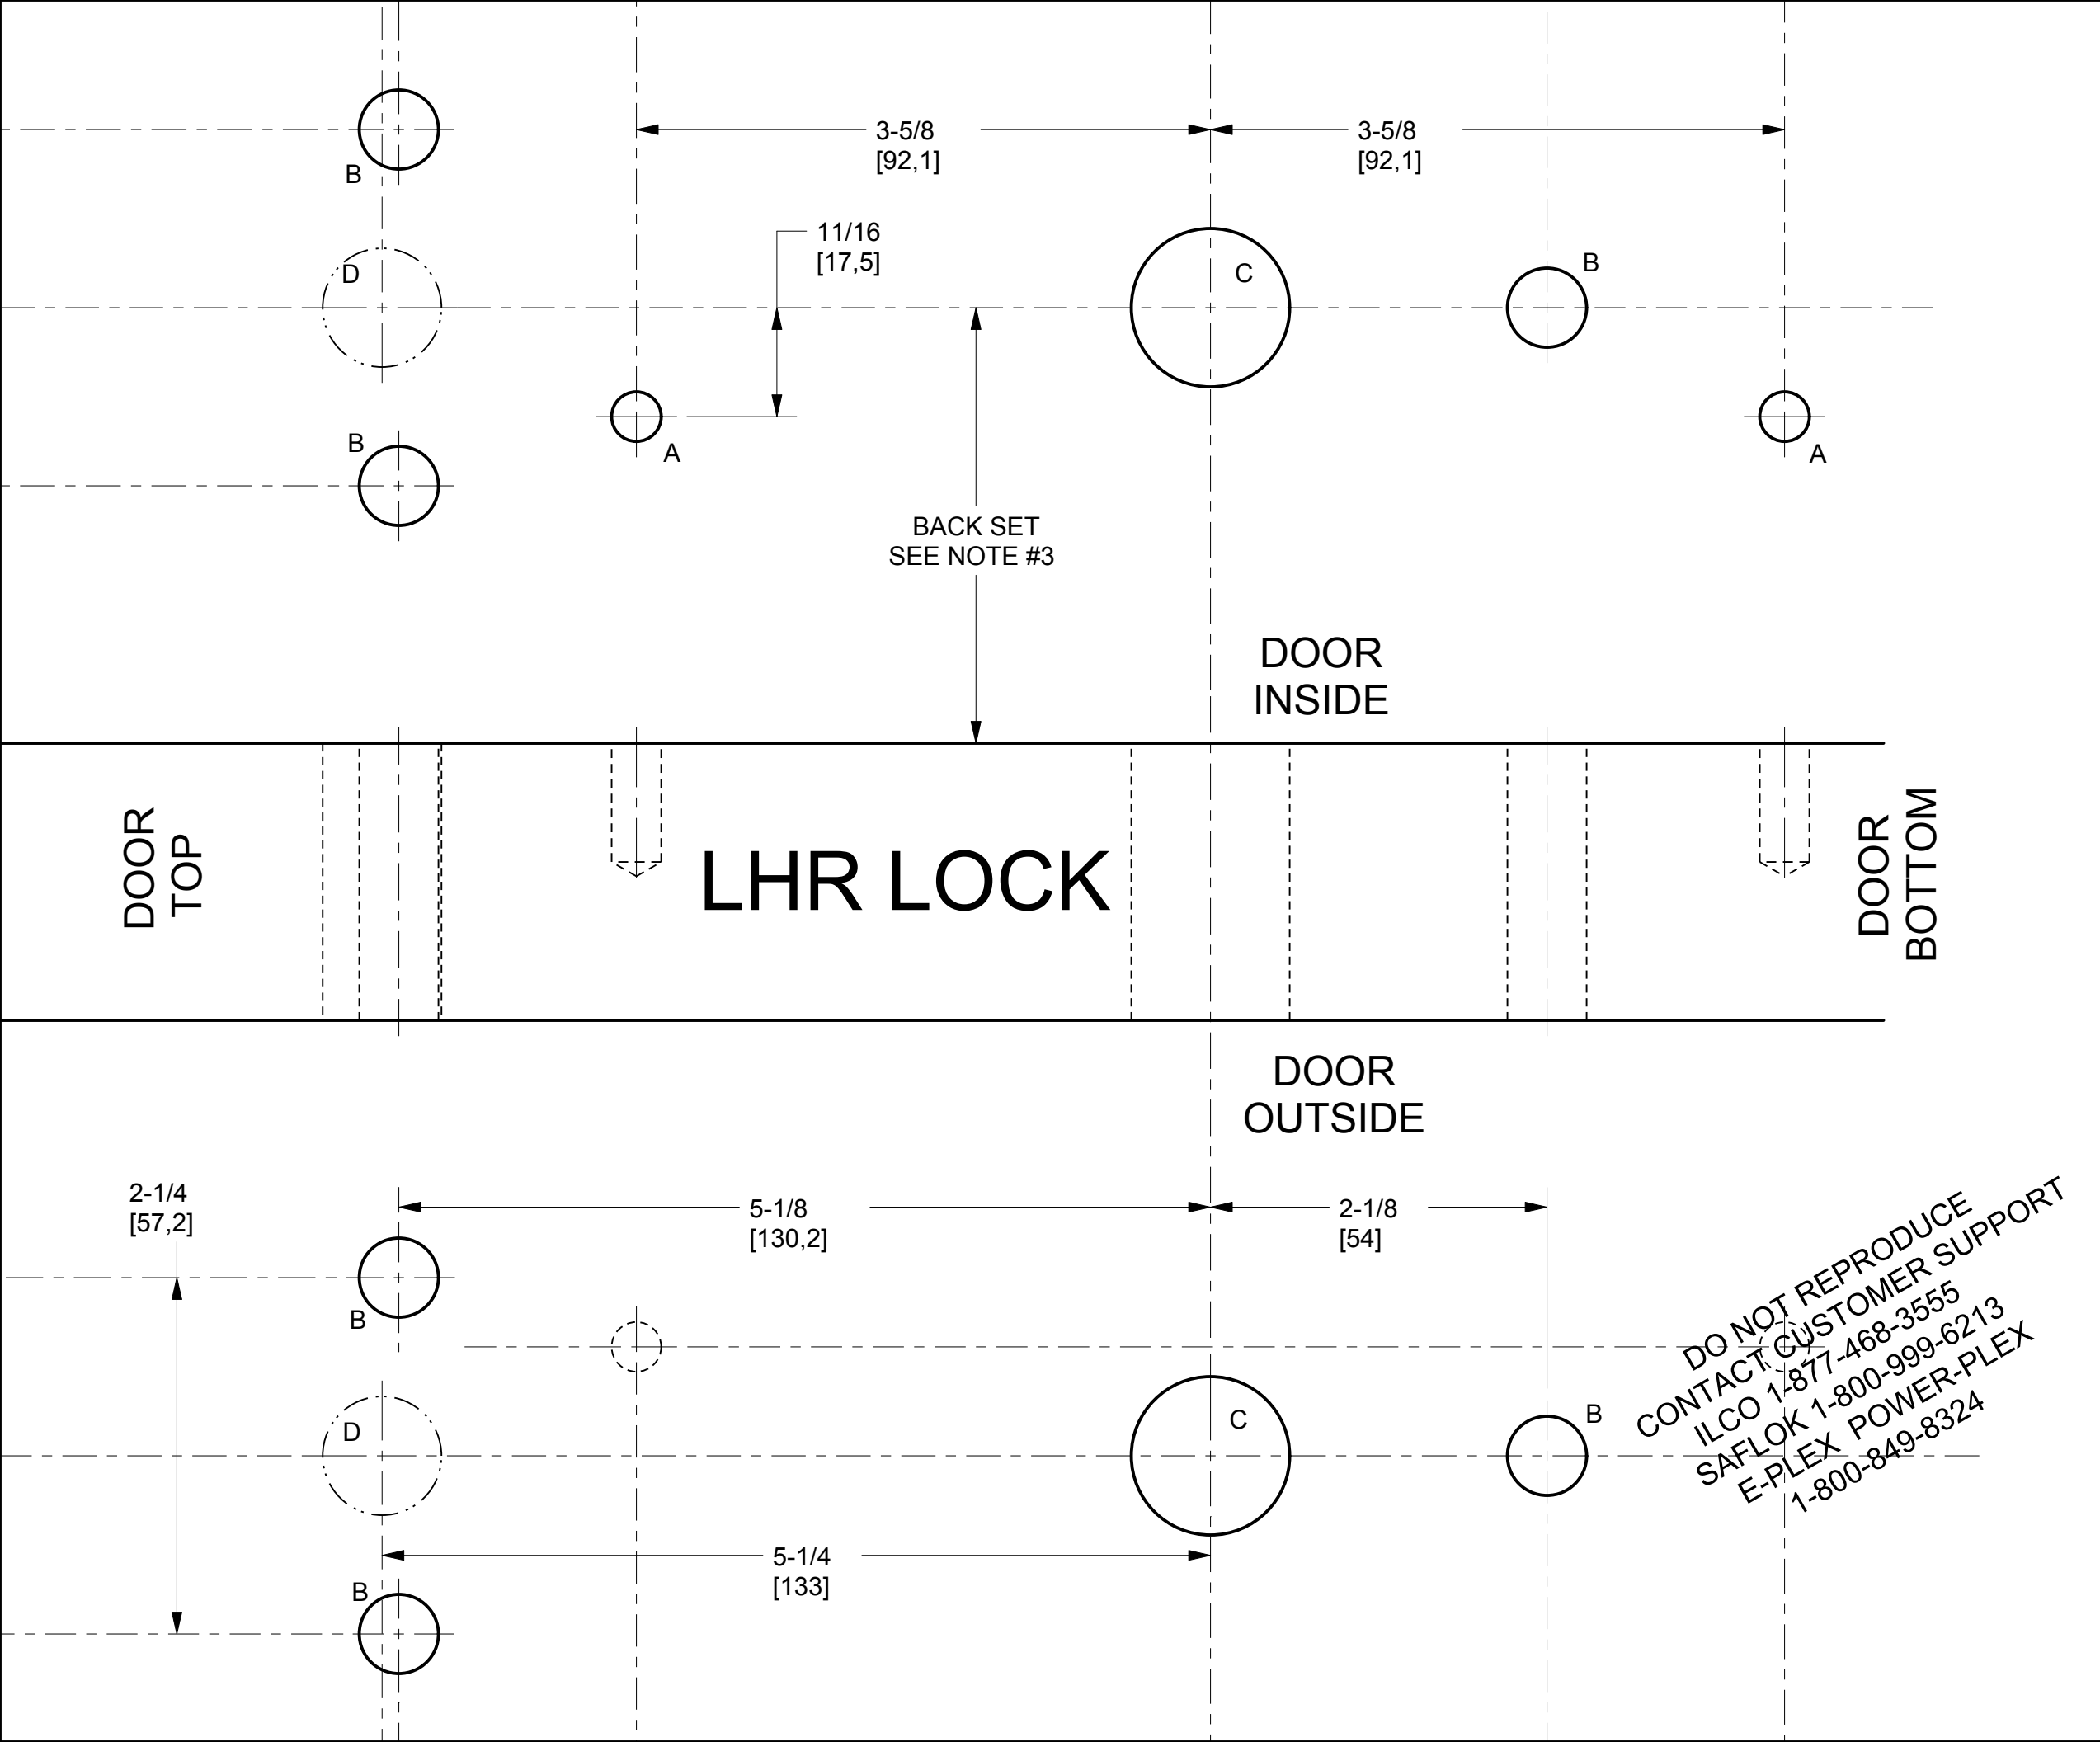 B
3-5/8
[92,1]
3-5/8
[92,1]
11/16
[17,5]
D
C
B
B
A
A
BACK SET
SEE NOTE #3
DOOR
INSIDE
DOOR
TOP
LHR LOCK
DOOR
BOTTOM
DOOR
OUTSIDE
2-1/4
[57,2]
5-1/8
[130,2]
2-1/8
[54]
B
D
C
B
DO NOT REPRODUCE
CONTACT CUSTOMER SUPPORT
ILCO 1-877-468-3555
SAFLOK 1-800-999-6213
E-PLEX POWER-PLEX
1-800-849-8324
5-1/4
[133]
B